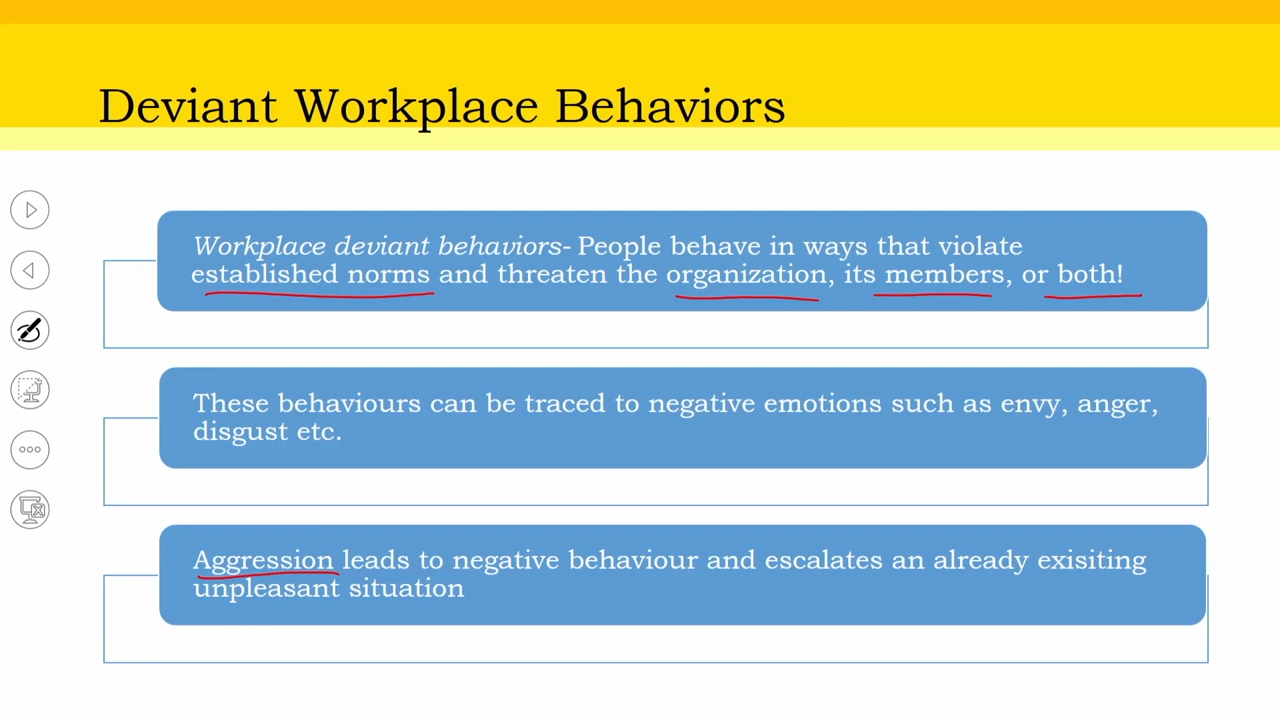 Deviant Workplace Behaviors
Workplace deviant behaviors- People behave in ways that violate
established norms and threaten the organization, its members, or both!
These behaviours can be traced to negative emotions such as envy, anger,
disgust etc.
Aggression leads to negative behaviour and escalates an already exisiting
unpleasant situation